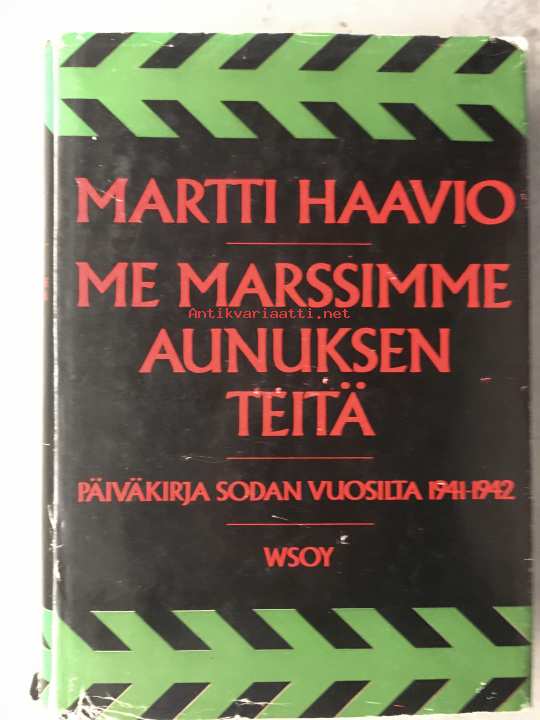 MARTTI HAAVIO
ME MARSSIMME
Antikvariaatti.net
AUNUKSEN
TEITÄ
PÄIVÄKIRJA SODAN VUOSILTA 1941-1942
WSOY